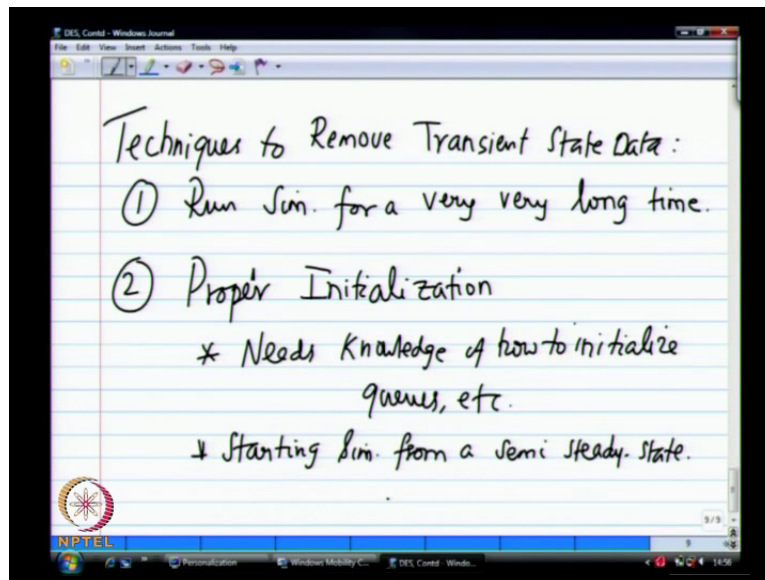 DES, Contd - Windows Journal
File Edit View Insert Actions Tools Help
Techniques to Remove Transient State Data:
1 Run Sim. for a very very long time.
2 Proper Initialization
* Needs Knowledge of how to initialize
queues, etc.
* Starting Sim. from a semi steady-state.
9/9
NPTEL
9
Personalization
Windows Mobility C...
DES, Contd - Windo...
14:56